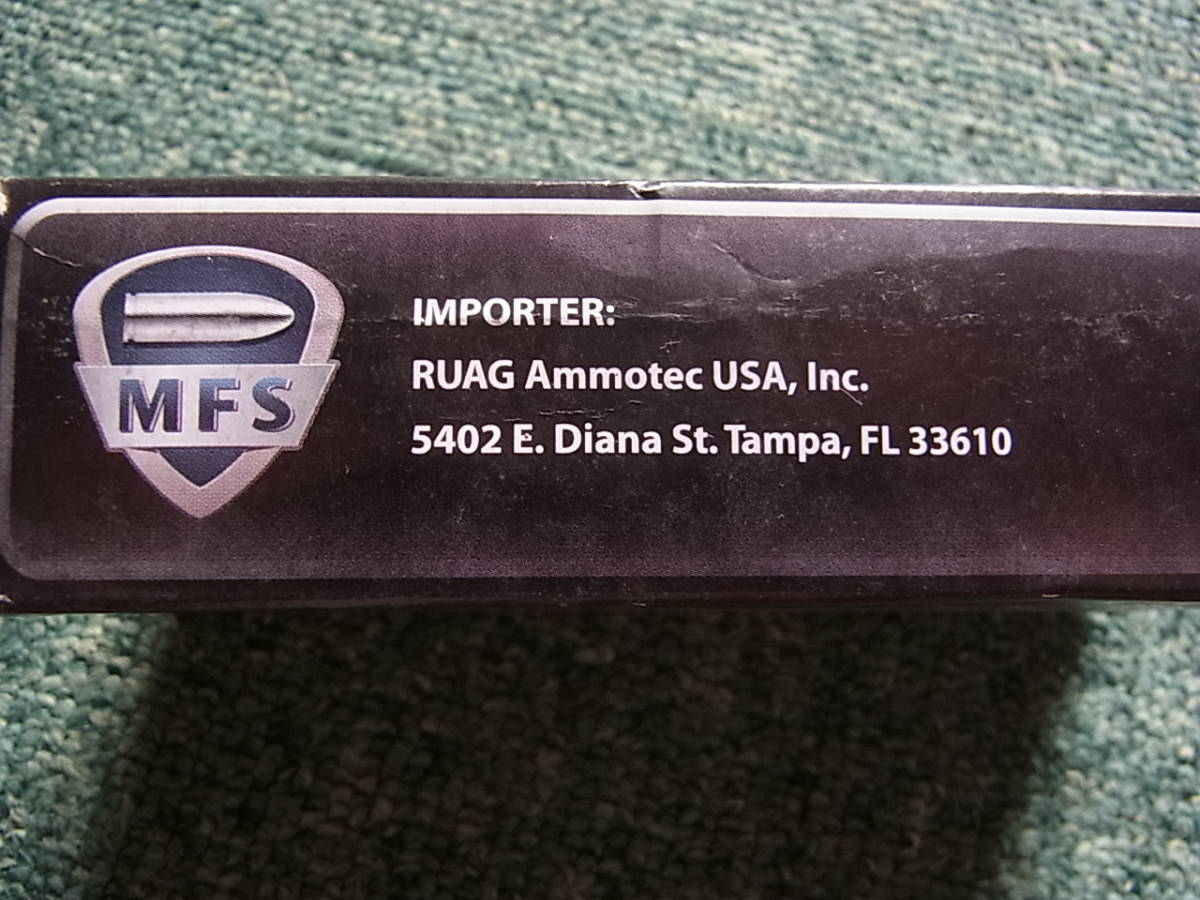 MFS
IMPORTER:
RUAG Ammotec USA, Inc.
5402 E. Diana St. Tampa, FL 33610